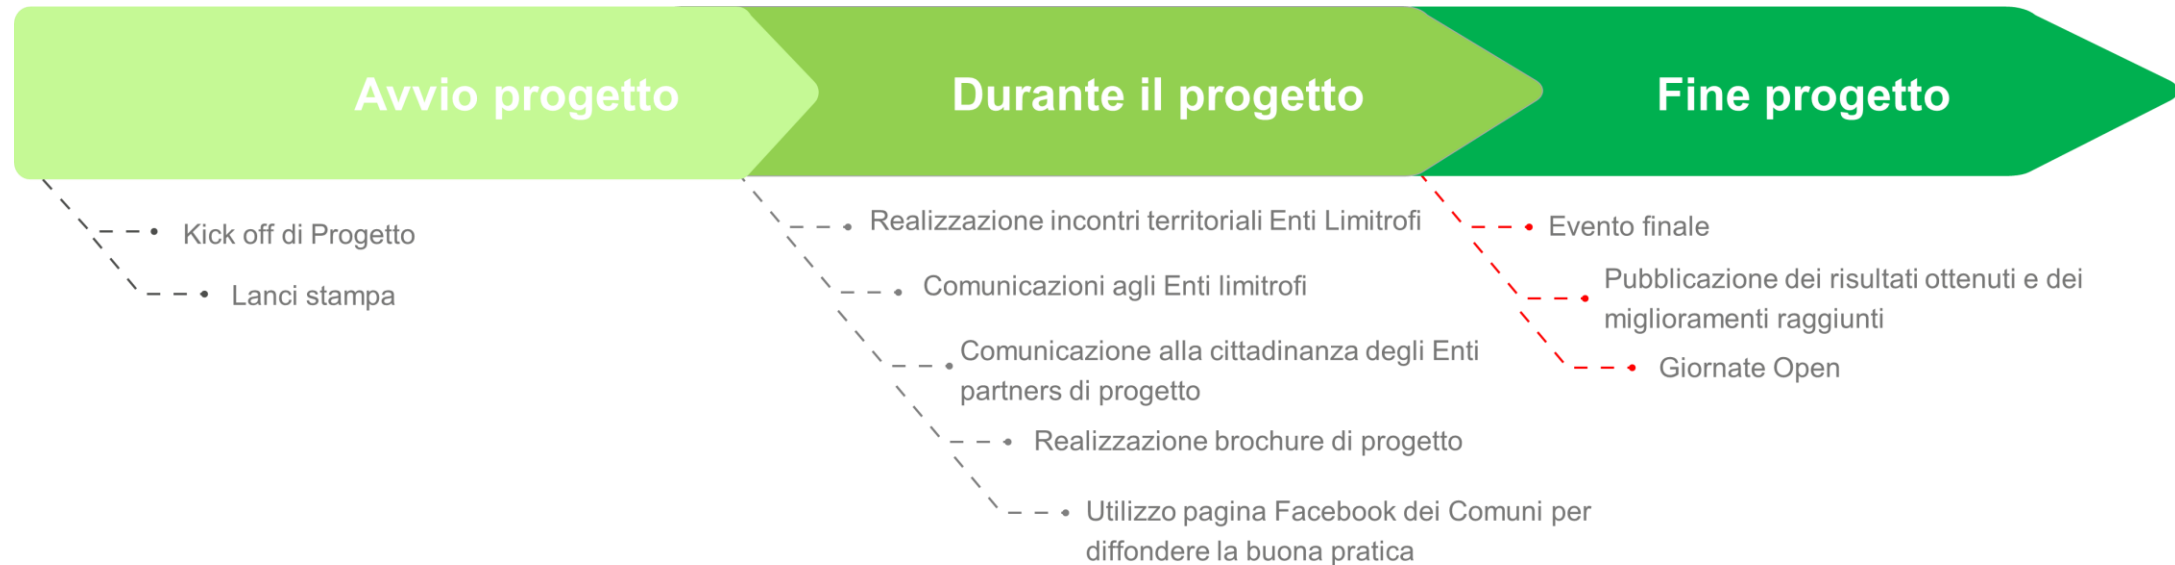 Avvio progetto
Durante il progetto
Fine progetto
Kick off di Progetto
Lanci stampa
Realizzazione incontri territoriali Enti Limitrofi
Comunicazioni agli Enti limitrofi
Comunicazione alla cittadinanza degli Enti
partners di progetto
Realizzazione brochure di progetto
Utilizzo pagina Facebook dei Comuni per
diffondere la buona pratica
Evento finale
Pubblicazione dei risultati ottenuti e dei
miglioramenti raggiunti
Giornate Open